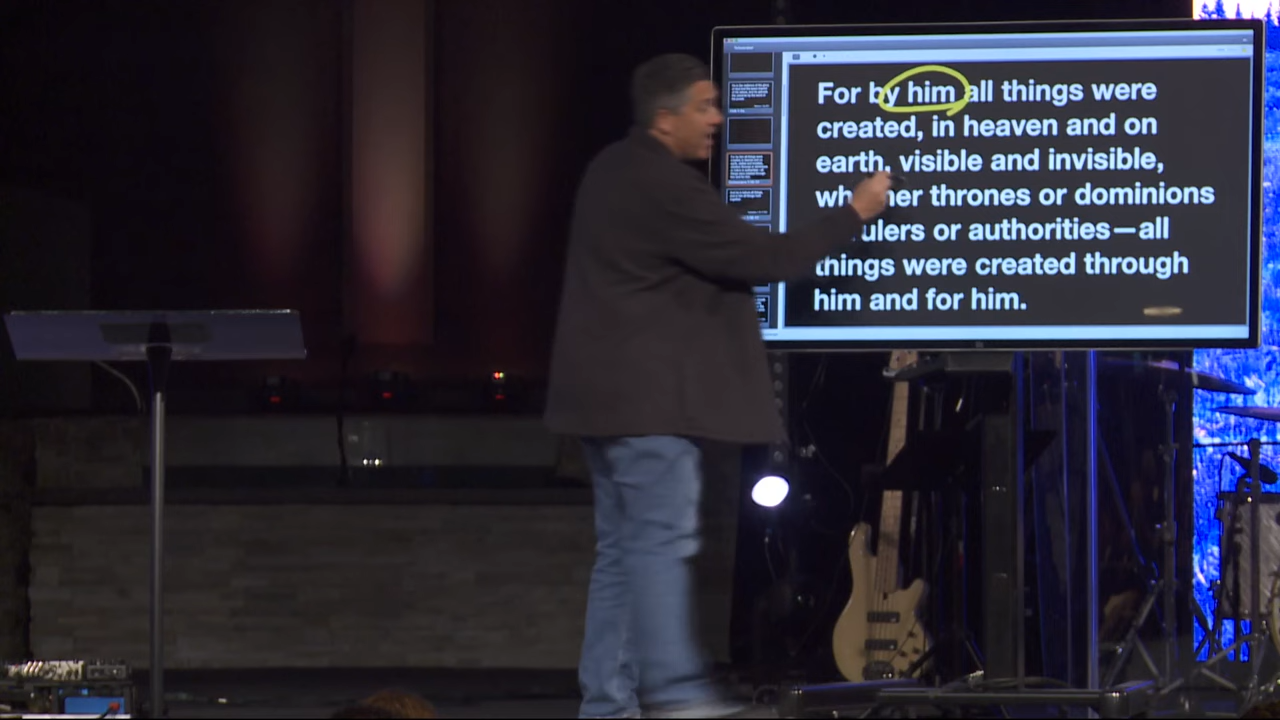 For by him all things were
created, in heaven and on
earth, visible and invisible,
thrones or dominions
or authorities—all
things were created through
him and for him.